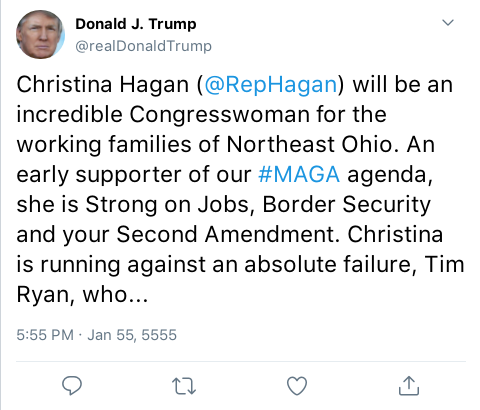 Donald J. Trump
@realDonaldTrump
Christina Hagan (@RepHagan) will be an
incredible Congresswoman for the
working families of Northeast Ohio. An
early supporter of our #MAGA agenda,
she is Strong on Jobs, Border Security
and your Second Amendment. Christina
is running against an absolute failure, Tim
Ryan, who...
5:55 PM · Jan 55, 5555